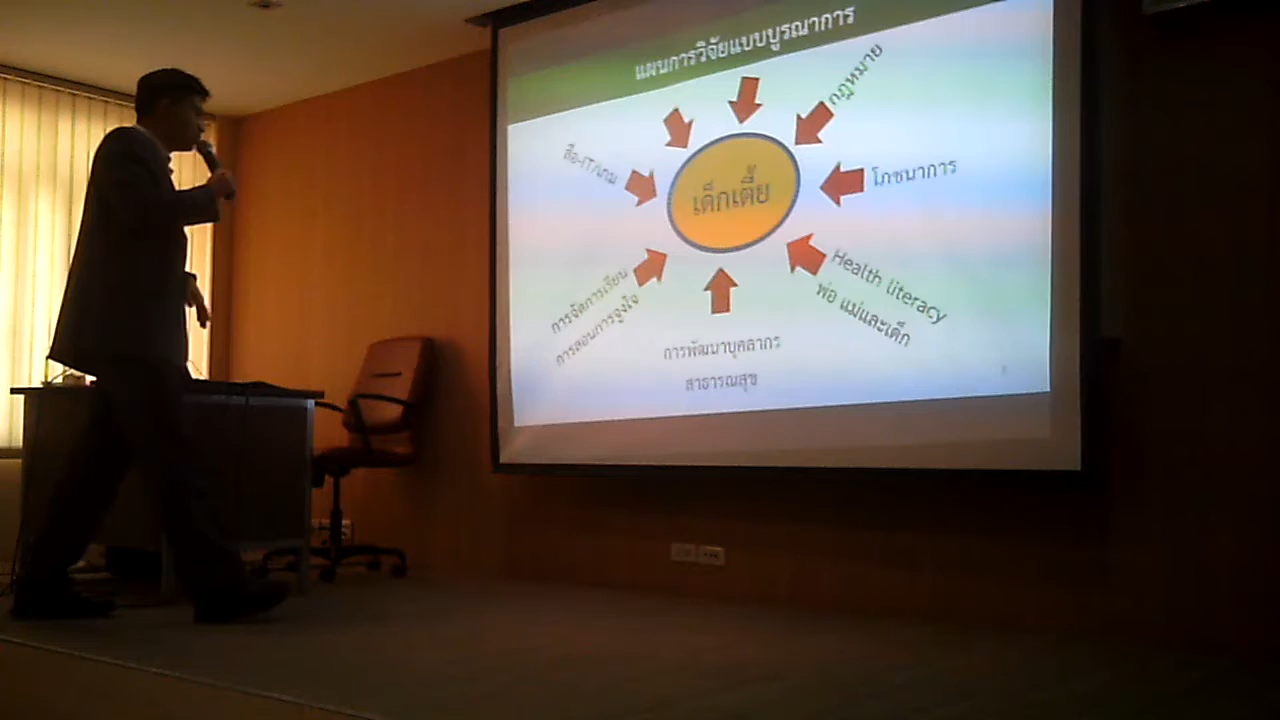 แผนการวิจัยแบบบูรณาการ
กฎหมาย
สื่อ-IT/เกม
เด็กเตี้ย
โภชนาการ
การจัดการเรียน
การสอนการจูงใจ
Health literacy
พ่อ แม่และเด็ก
การพัฒนาบุคลากร
สาธารณสุข